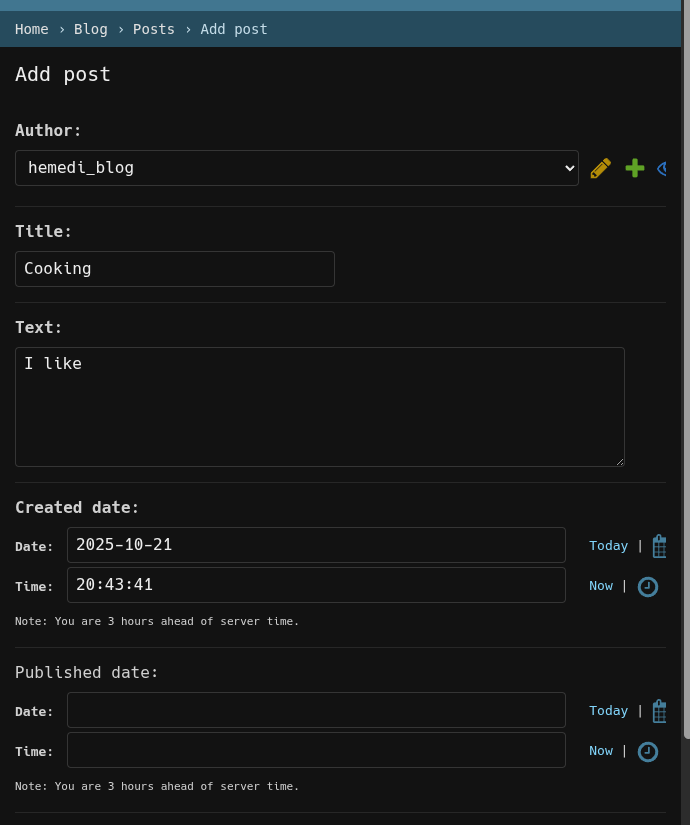 Home › Blog › Posts › Add post
Add post
Author:
hemedi_blog
Title:
Cooking
Text:
I like
Created date:
Date: 2025-10-21 Today |
Time: 20:43:41 Now |
Note: You are 3 hours ahead of server time.
Published date:
Date: Today |
Time: Now |
Note: You are 3 hours ahead of server time.